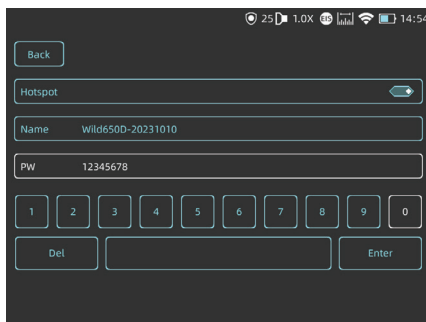 25 1.0X EIS 14:54
Back
Hotspot
Name Wild650D-20231010
PW 12345678
1 2 3 4 5 6 7 8 9 0
Del Enter